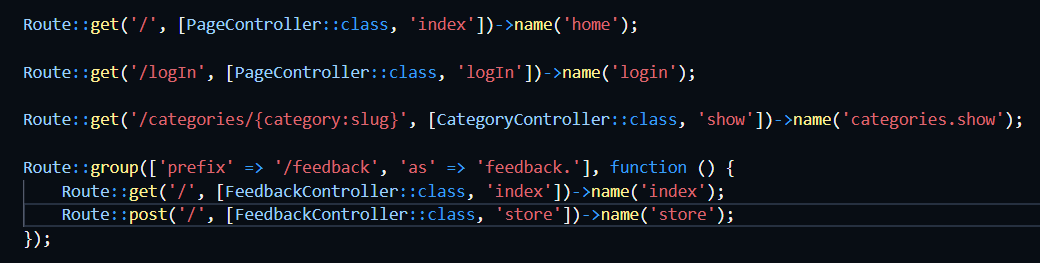 Route::get('/', [PageController::class, 'index'])->name('home');
Route::get('/logIn', [PageController::class, 'logIn'])->name('login');
Route::get('/categories/{category:slug}', [CategoryController::class, 'show'])->name('categories.show');
Route::group(['prefix' => '/feedback', 'as' => 'feedback.'], function () {
    Route::get('/', [FeedbackController::class, 'index'])->name('index');
    Route::post('/', [FeedbackController::class, 'store'])->name('store');
});